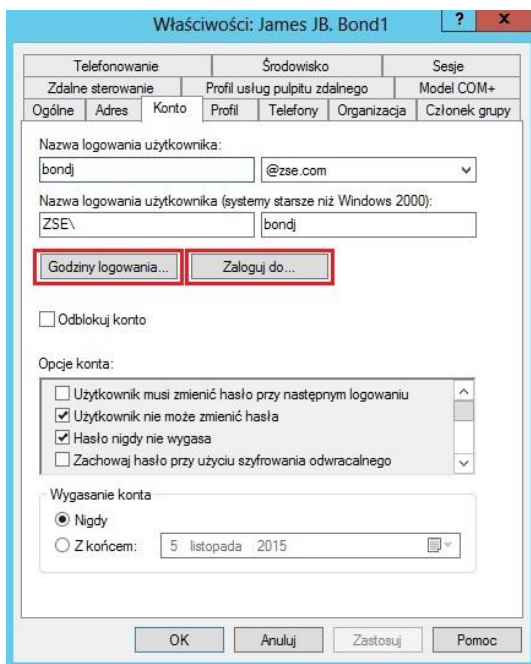 Właściwości: James JB. Bond1 ? x
Telefonowanie Środowisko Sesje
Zdalne sterowanie Profil usług pulpitu zdalnego Model COM+
Ogólne Adres Konto Profil Telefony Organizacja Członek grupy
Nazwa logowania użytkownika:
bondj @zse.com
Nazwa logowania użytkownika (systemy starsze niż Windows 2000):
ZSE\ bondj
Godziny logowania... Zaloguj do...
Odblokuj konto
Opcje konta:
Użytkownik musi zmienić hasło przy następnym logowaniu
Użytkownik nie może zmienić hasła
Hasło nigdy nie wygasa
Zachowaj hasło przy użyciu szyfrowania odwracalnego
Wygasanie konta
Nigdy
Z końcem: 5 listopada 2015
OK Anuluj Zastosuj Pomoc